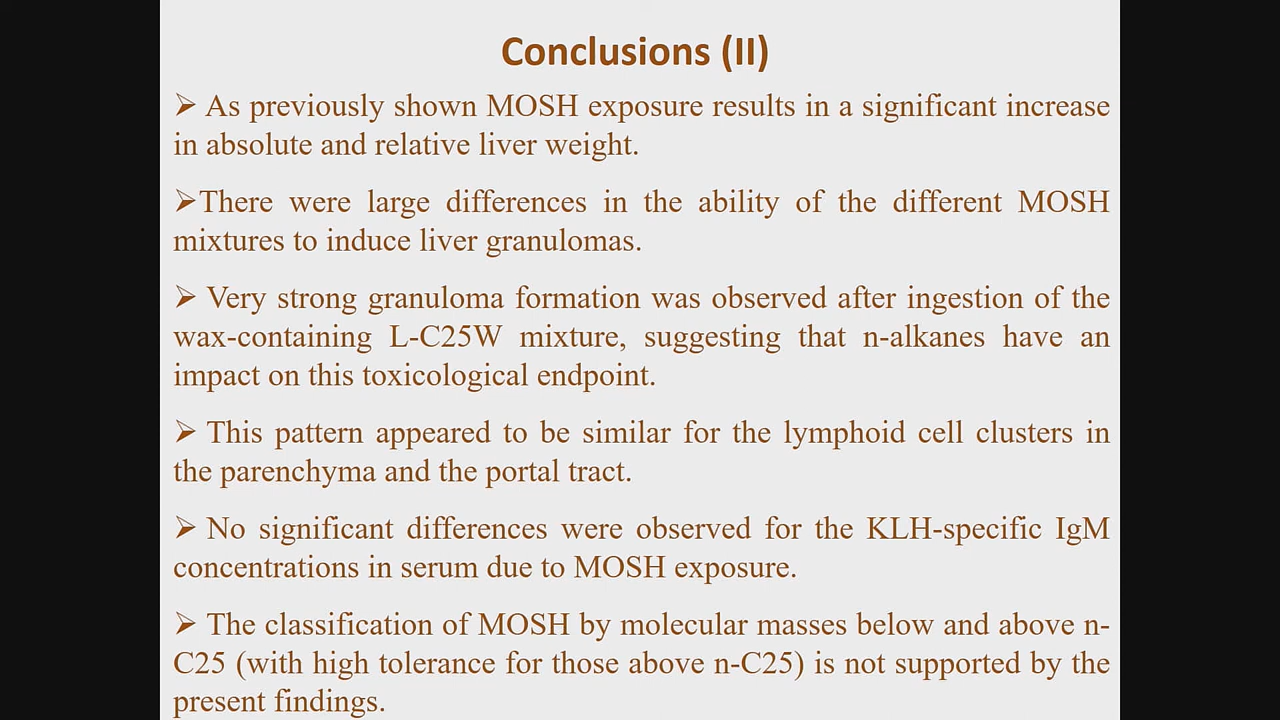 Conclusions (II)
➢ As previously shown MOSH exposure results in a significant increase
in absolute and relative liver weight.
➢There were large differences in the ability of the different MOSH
mixtures to induce liver granulomas.
➢ Very strong granuloma formation was observed after ingestion of the
wax-containing L-C25W mixture, suggesting that n-alkanes have an
impact on this toxicological endpoint.
➢ This pattern appeared to be similar for the lymphoid cell clusters in
the parenchyma and the portal tract.
➢ No significant differences were observed for the KLH-specific IgM
concentrations in serum due to MOSH exposure.
➢ The classification of MOSH by molecular masses below and above n-
C25 (with high tolerance for those above n-C25) is not supported by the
present findings.